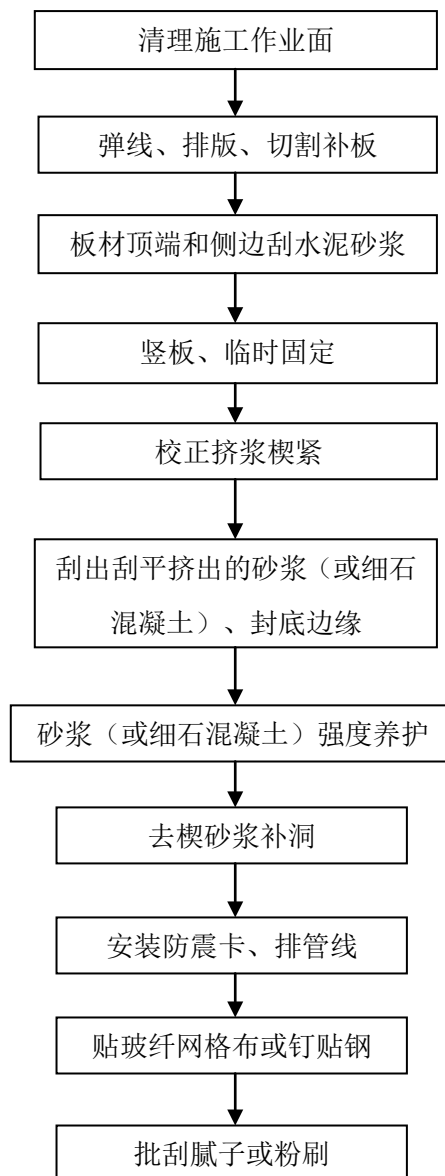 清理施工作业面
弹线、排版、切割补板
板材顶端和侧边刮水泥砂浆
竖板、临时固定
校正挤浆楔紧
刮出刮平挤出的砂浆（或细石
混凝土）、封底边缘
砂浆（或细石混凝土）强度养护
去楔砂浆补洞
安装防震卡、排管线
贴玻纤网格布或钉贴钢
批刮腻子或粉刷